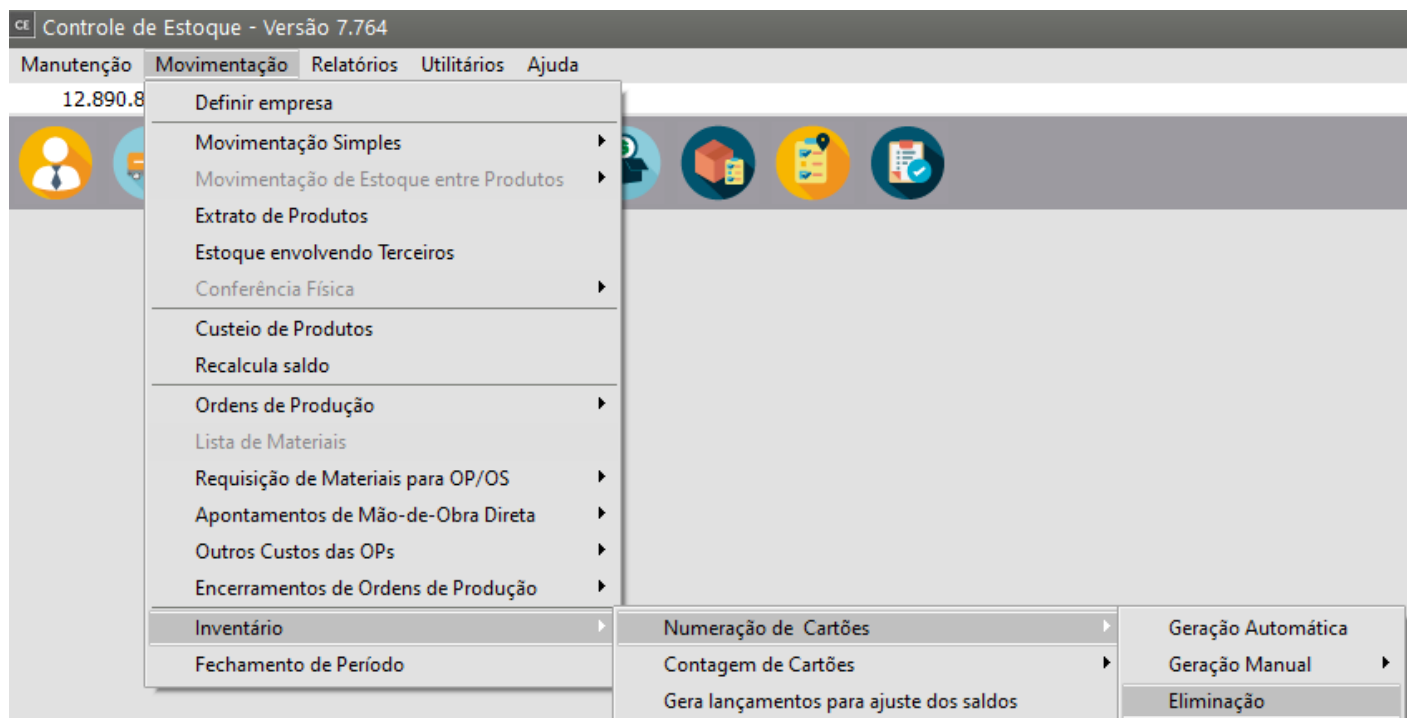 CE Controle de Estoque - Versão 7.764
Manutenção Movimentação Relatórios Utilitários Ajuda
12.890.8
Definir empresa
Movimentação Simples
Movimentação de Estoque entre Produtos
Extrato de Produtos
Estoque envolvendo Terceiros
Conferência Física
Custeio de Produtos
Recalcula saldo
Ordens de Produção
Lista de Materiais
Requisição de Materiais para OP/OS
Apontamentos de Mão-de-Obra Direta
Outros Custos das OPs
Encerramentos de Ordens de Produção
Inventário Numeração de Cartões Geração Automática
Fechamento de Período Contagem de Cartões Geração Manual
Gera lançamentos para ajuste dos saldos Eliminação